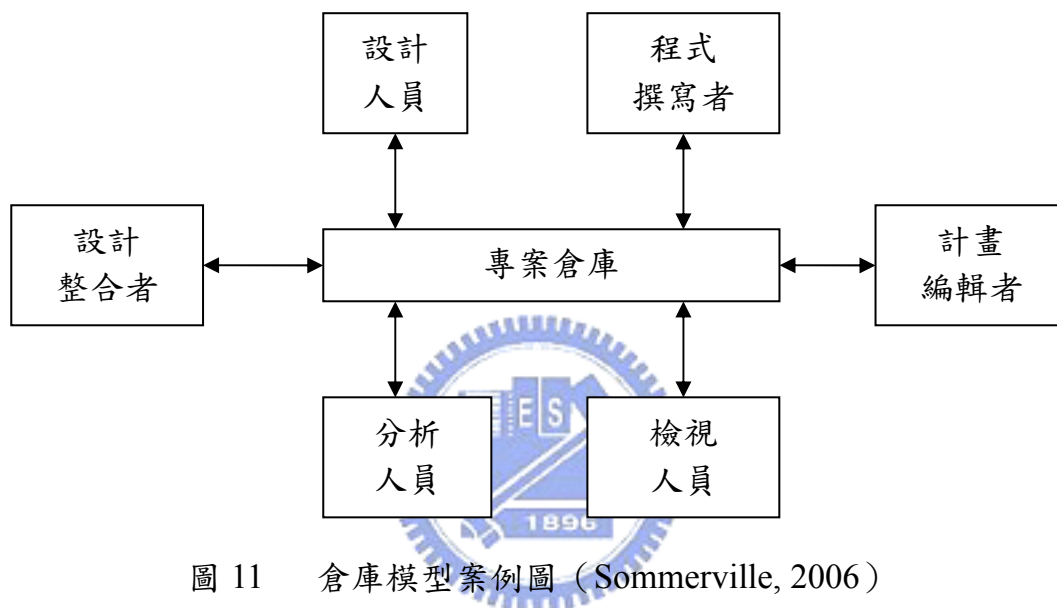 設計
人員
程式
撰寫者
設計
整合者
專案倉庫
計畫
編輯者
分析
人員
檢視
人員
ES
1896
圖 11 倉庫模型案例圖（Sommerville, 2006）